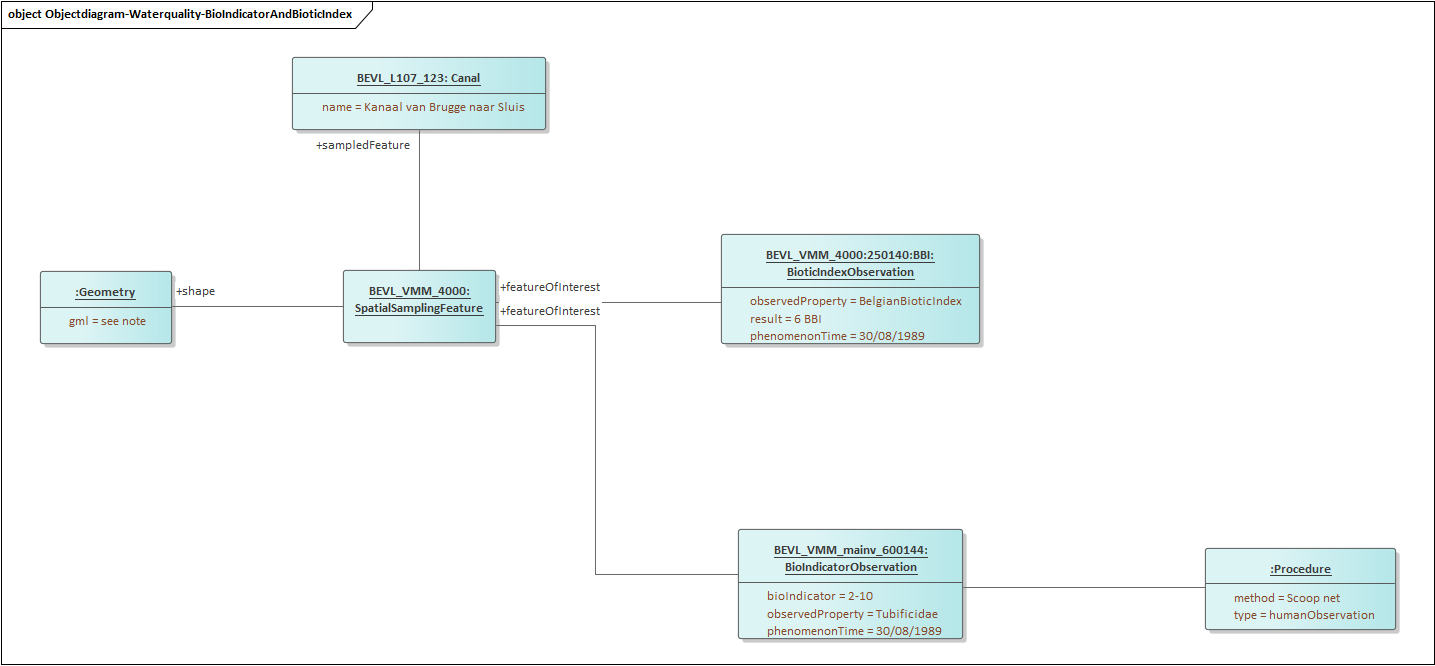 object Objectdiagram-Waterquality-BioIndicatorAndBioticIndex
BEVL_L107_123: Canal
name = Kanaal van Brugge naar Sluis
+sampledFeature
:Geometry
gml = see note
+shape
BEVL_VMM_4000:
SpatialSamplingFeature
+featureOfInterest
+featureOfInterest
BEVL_VMM_4000:250140:BBI:
BioticIndexObservation
observedProperty = BelgianBioticIndex
result = 6 BBI
phenomenonTime = 30/08/1989
BEVL_VMM_mainv_600144:
BioIndicatorObservation
bioIndicator = 2-10
observedProperty = Tubificidae
phenomenonTime = 30/08/1989
:Procedure
method = Scoop net
type = humanObservation